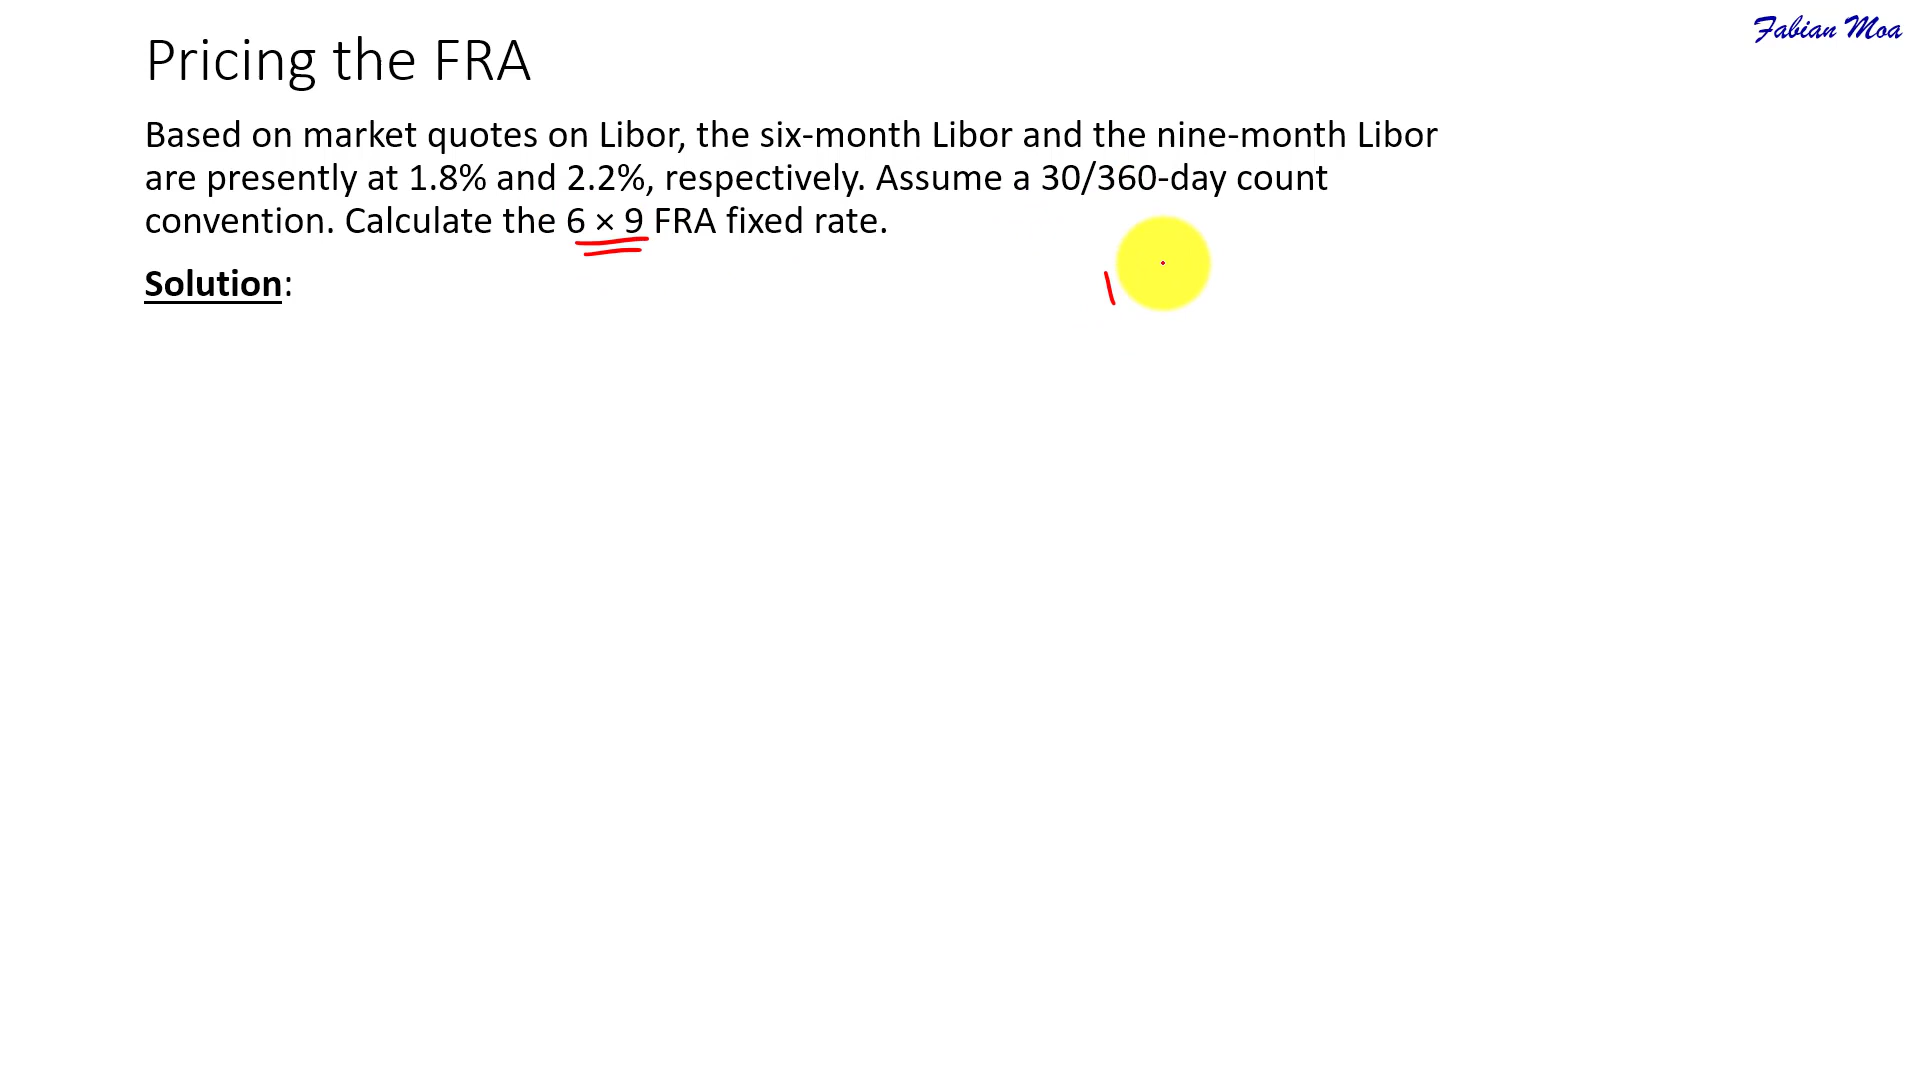 Fabian Moa
Pricing the FRA
Based on market quotes on Libor, the six-month Libor and the nine-month Libor
are presently at 1.8% and 2.2%, respectively. Assume a 30/360-day count
convention. Calculate the 6 × 9 FRA fixed rate.
Solution: